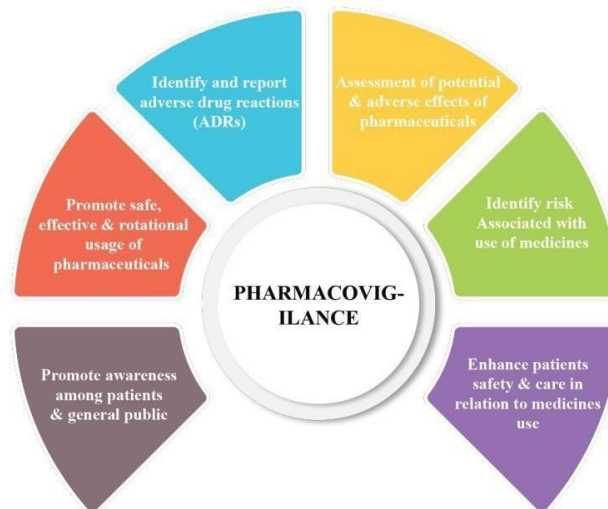 Identify and report
adverse drug reactions
(ADRs)
Assessment of potential
& adverse effects of
pharmaceuticals
Promote safe,
effective & rotational
usage of
pharmaceuticals
Identify risk
Associated with
use of medicines
PHARMACOVIG-
ILANCE
Promote awareness
among patients
& general public
Enhance patients
safety & care in
relation to medicines
use